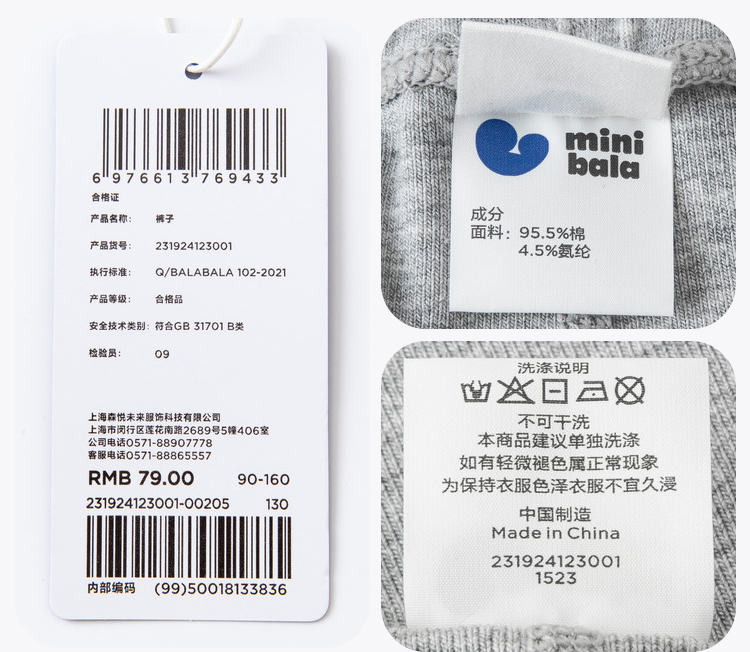 6 976613 769433
合格证
产品名称： 裤子
产品货号： 231924123001
执行标准： Q/BALABALA 102-2021
产品等级： 合格品
安全技术类别：符合GB 31701 B类
检验员： 09
上海森悦未来服饰科技有限公司
上海市闵行区莲花南路2689号5幢406室
公司电话0571-88907778
客服电话0571-88865557
RMB 79.00 90-160
231924123001-00205 130
内部编码 (99)50018133836
mini
bala
成分
面料：95.5%棉
4.5%氨纶
洗涤说明
不可干洗
本商品建议单独洗涤
如有轻微褪色属正常现象
为保持衣服色泽衣服不宜久浸
中国制造
Made in China
231924123001
1523